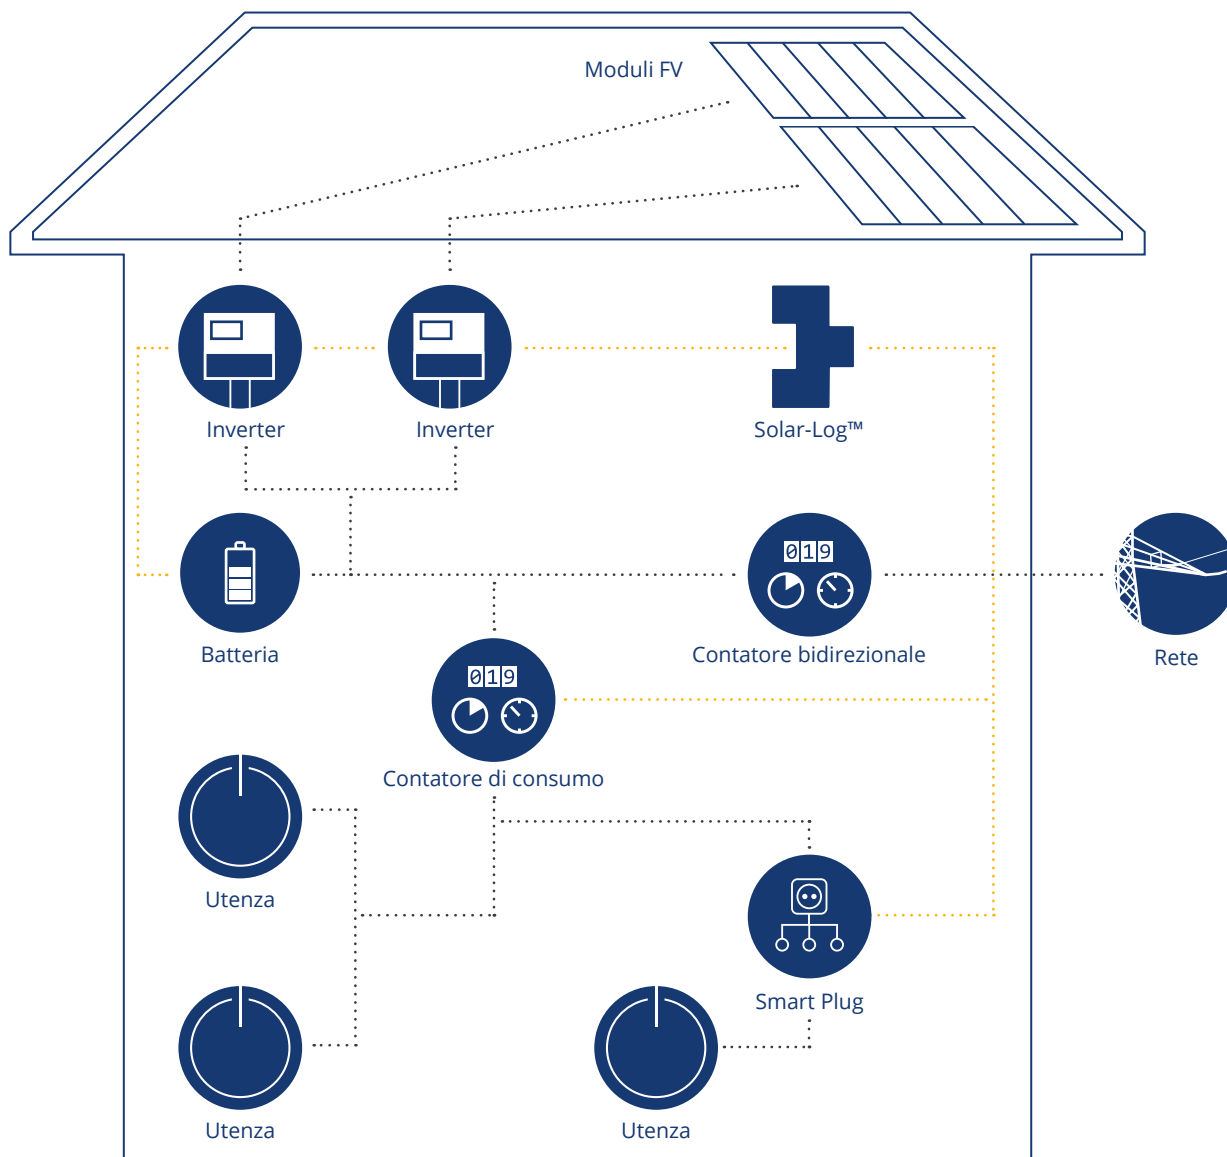 Moduli FV
Inverter
Inverter
Solar-Log™
019
Batteria
Contatore bidirezionale
Rete
019
Contatore di consumo
Utenza
Smart Plug
Utenza
Utenza